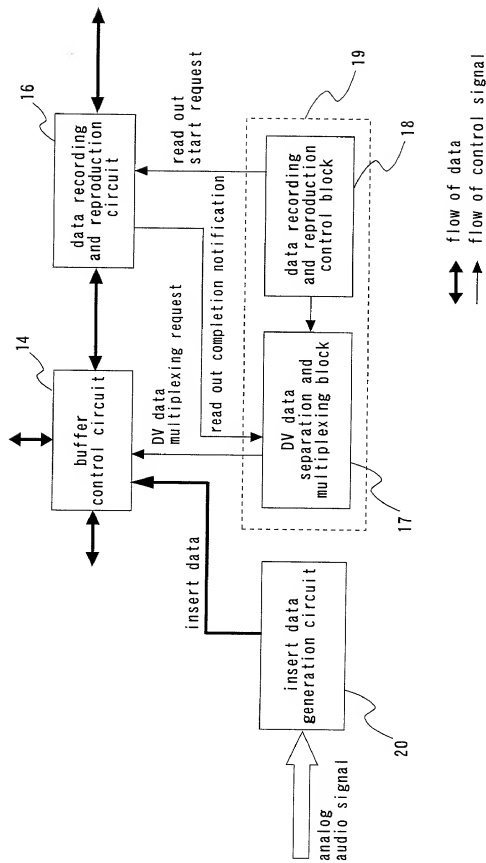 16
data recording
and reproduction
circuit
14
buffer
control circuit
read out
start request
read out completion notification
DV data
multiplexing request
insert data
19
data recording
and reproduction
control block
18
DV data
separation and
multiplexing block
17
insert data
generation circuit
20
analog
audio signal
flow of data
flow of control signal